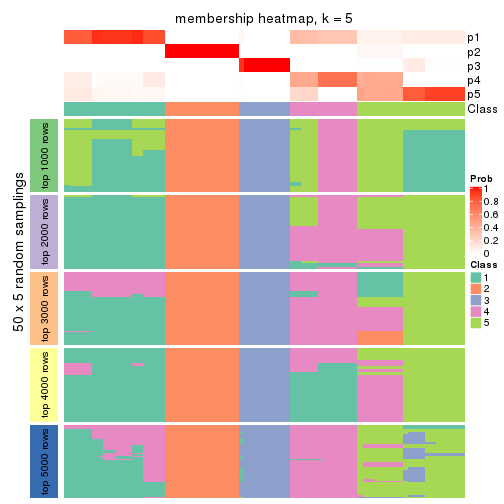 membership heatmap, k = 5
p1
p2
p3
p4
p5
Class
50 x 5 random samplings
top 1000 rows
top 2000 rows
top 3000 rows
top 4000 rows
top 5000 rows
Prob
1
0.8
0.6
0.4
0.2
0
Class
1
2
3
4
5